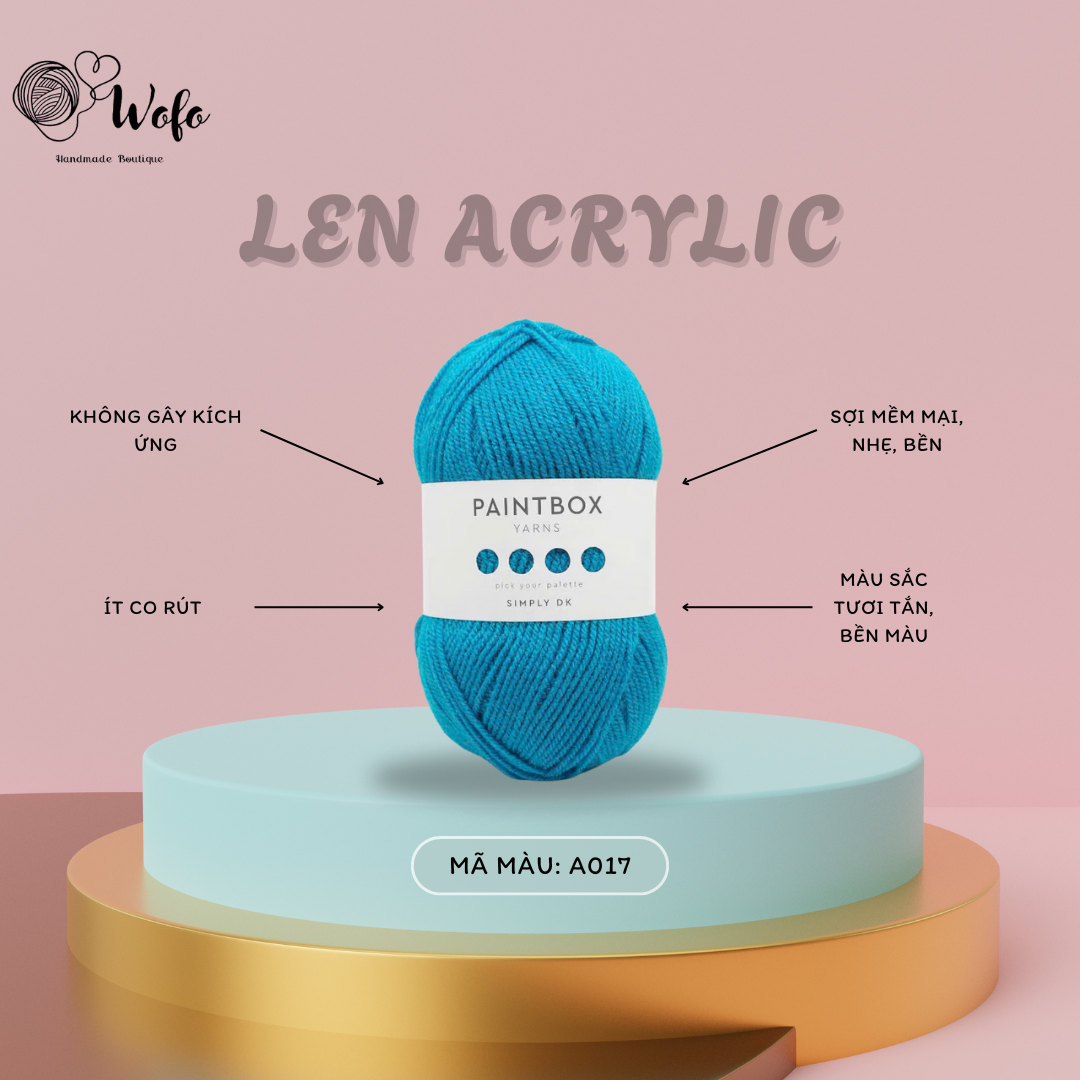 Wofo
Handmade Boutique
LEN ACRYLIC
KHÔNG GÂY KÍCH
ỨNG
SỢI MỀM MẠI,
NHẸ, BỀN
PAINTBOX
YARNS
pick your palette
SIMPLY DK
ÍT CO RÚT
MÀU SẮC
TƯƠI TẮN,
BỀN MÀU
MÃ MÀU: A017